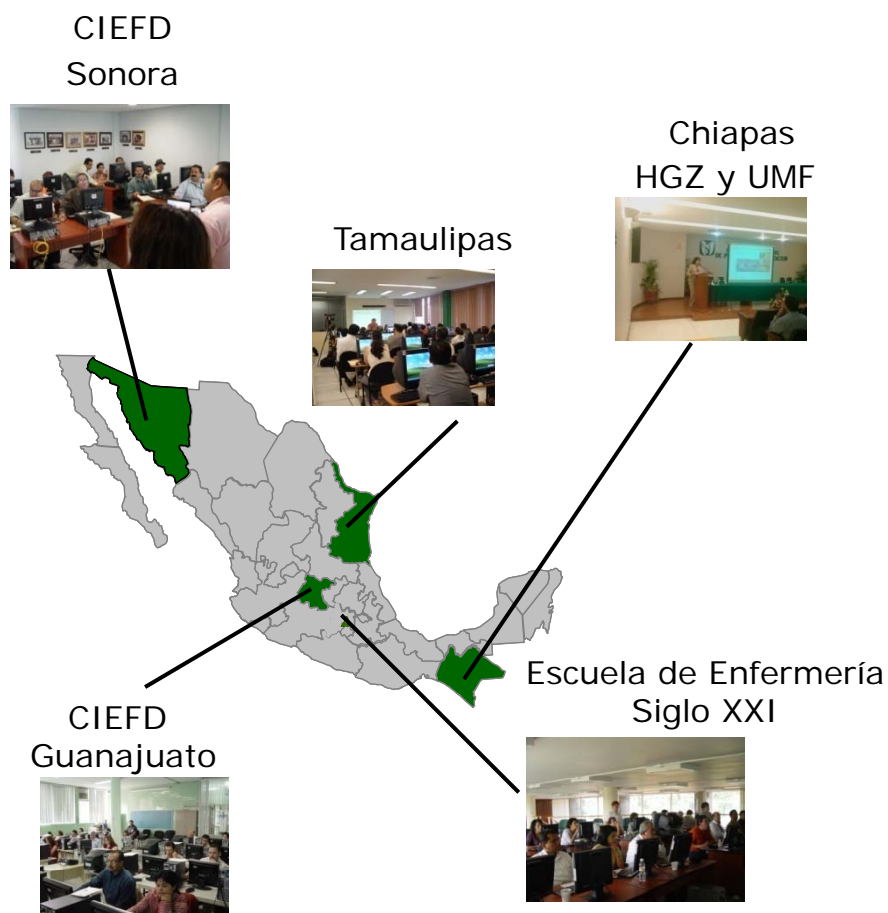 CIEFD
Sonora
Chiapas
HGZ y UMF
Tamaulipas
Escuela de Enfermería
Siglo XXI
CIEFD
Guanajuato